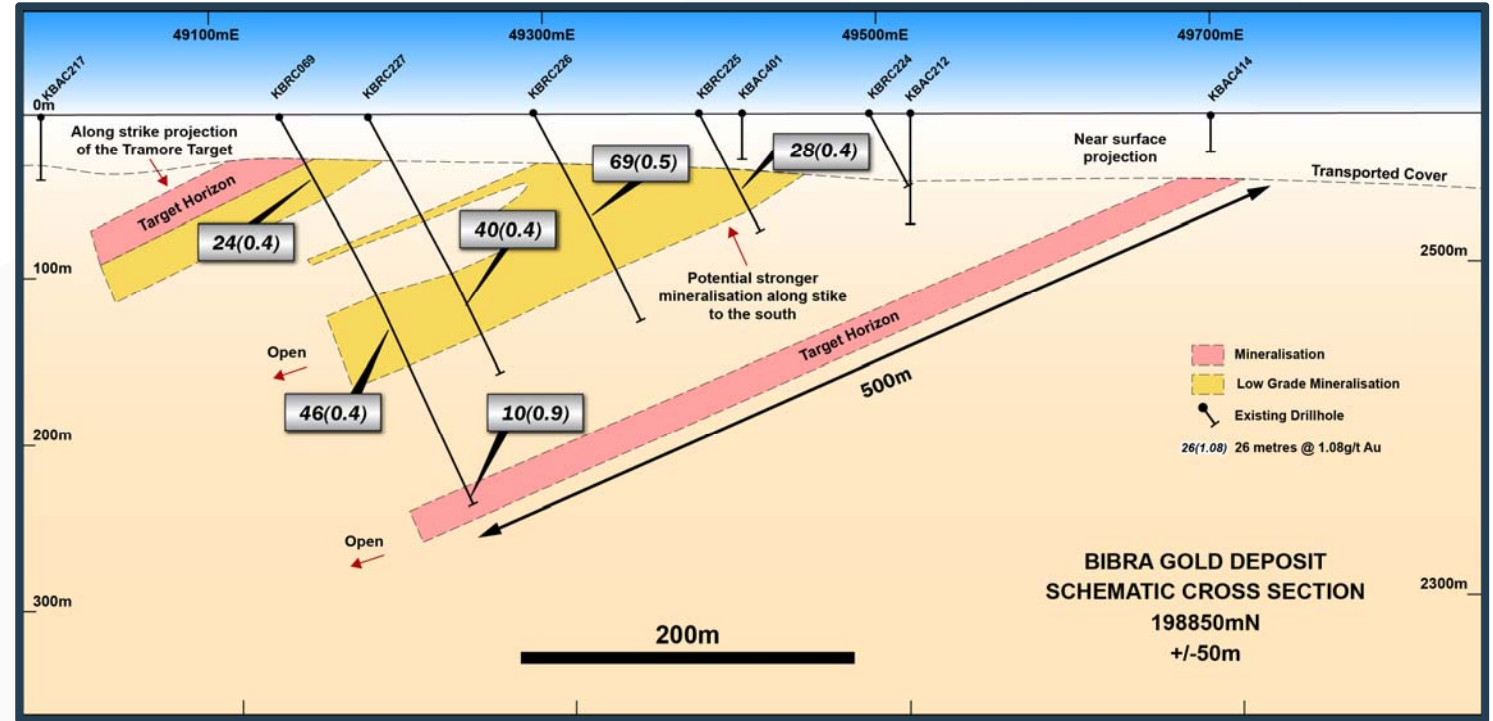 49100mE
49300mE
49500mE
49700mE
KBAC217
KBRC069
KBRC227
KBRC226
KBRC225
KBAC401
KBRC224
KBAC212
KBAC414
0m
Along strike projection
of the Tramore Target
Target Horizon
24(0.4)
40(0.4)
69(0.5)
28(0.4)
Near surface
projection
Transported Cover
100m
2500m
Potential stronger
mineralisation along stike
to the south
Target Horizon
500m
Open
46(0.4)
10(0.9)
Mineralisation
Low Grade Mineralisation
Existing Drillhole
26(1.08) 26 metres @ 1.08g/t Au
200m
Open
BIBRA GOLD DEPOSIT
SCHEMATIC CROSS SECTION
198850mN
+/-50m
2300m
300m
200m